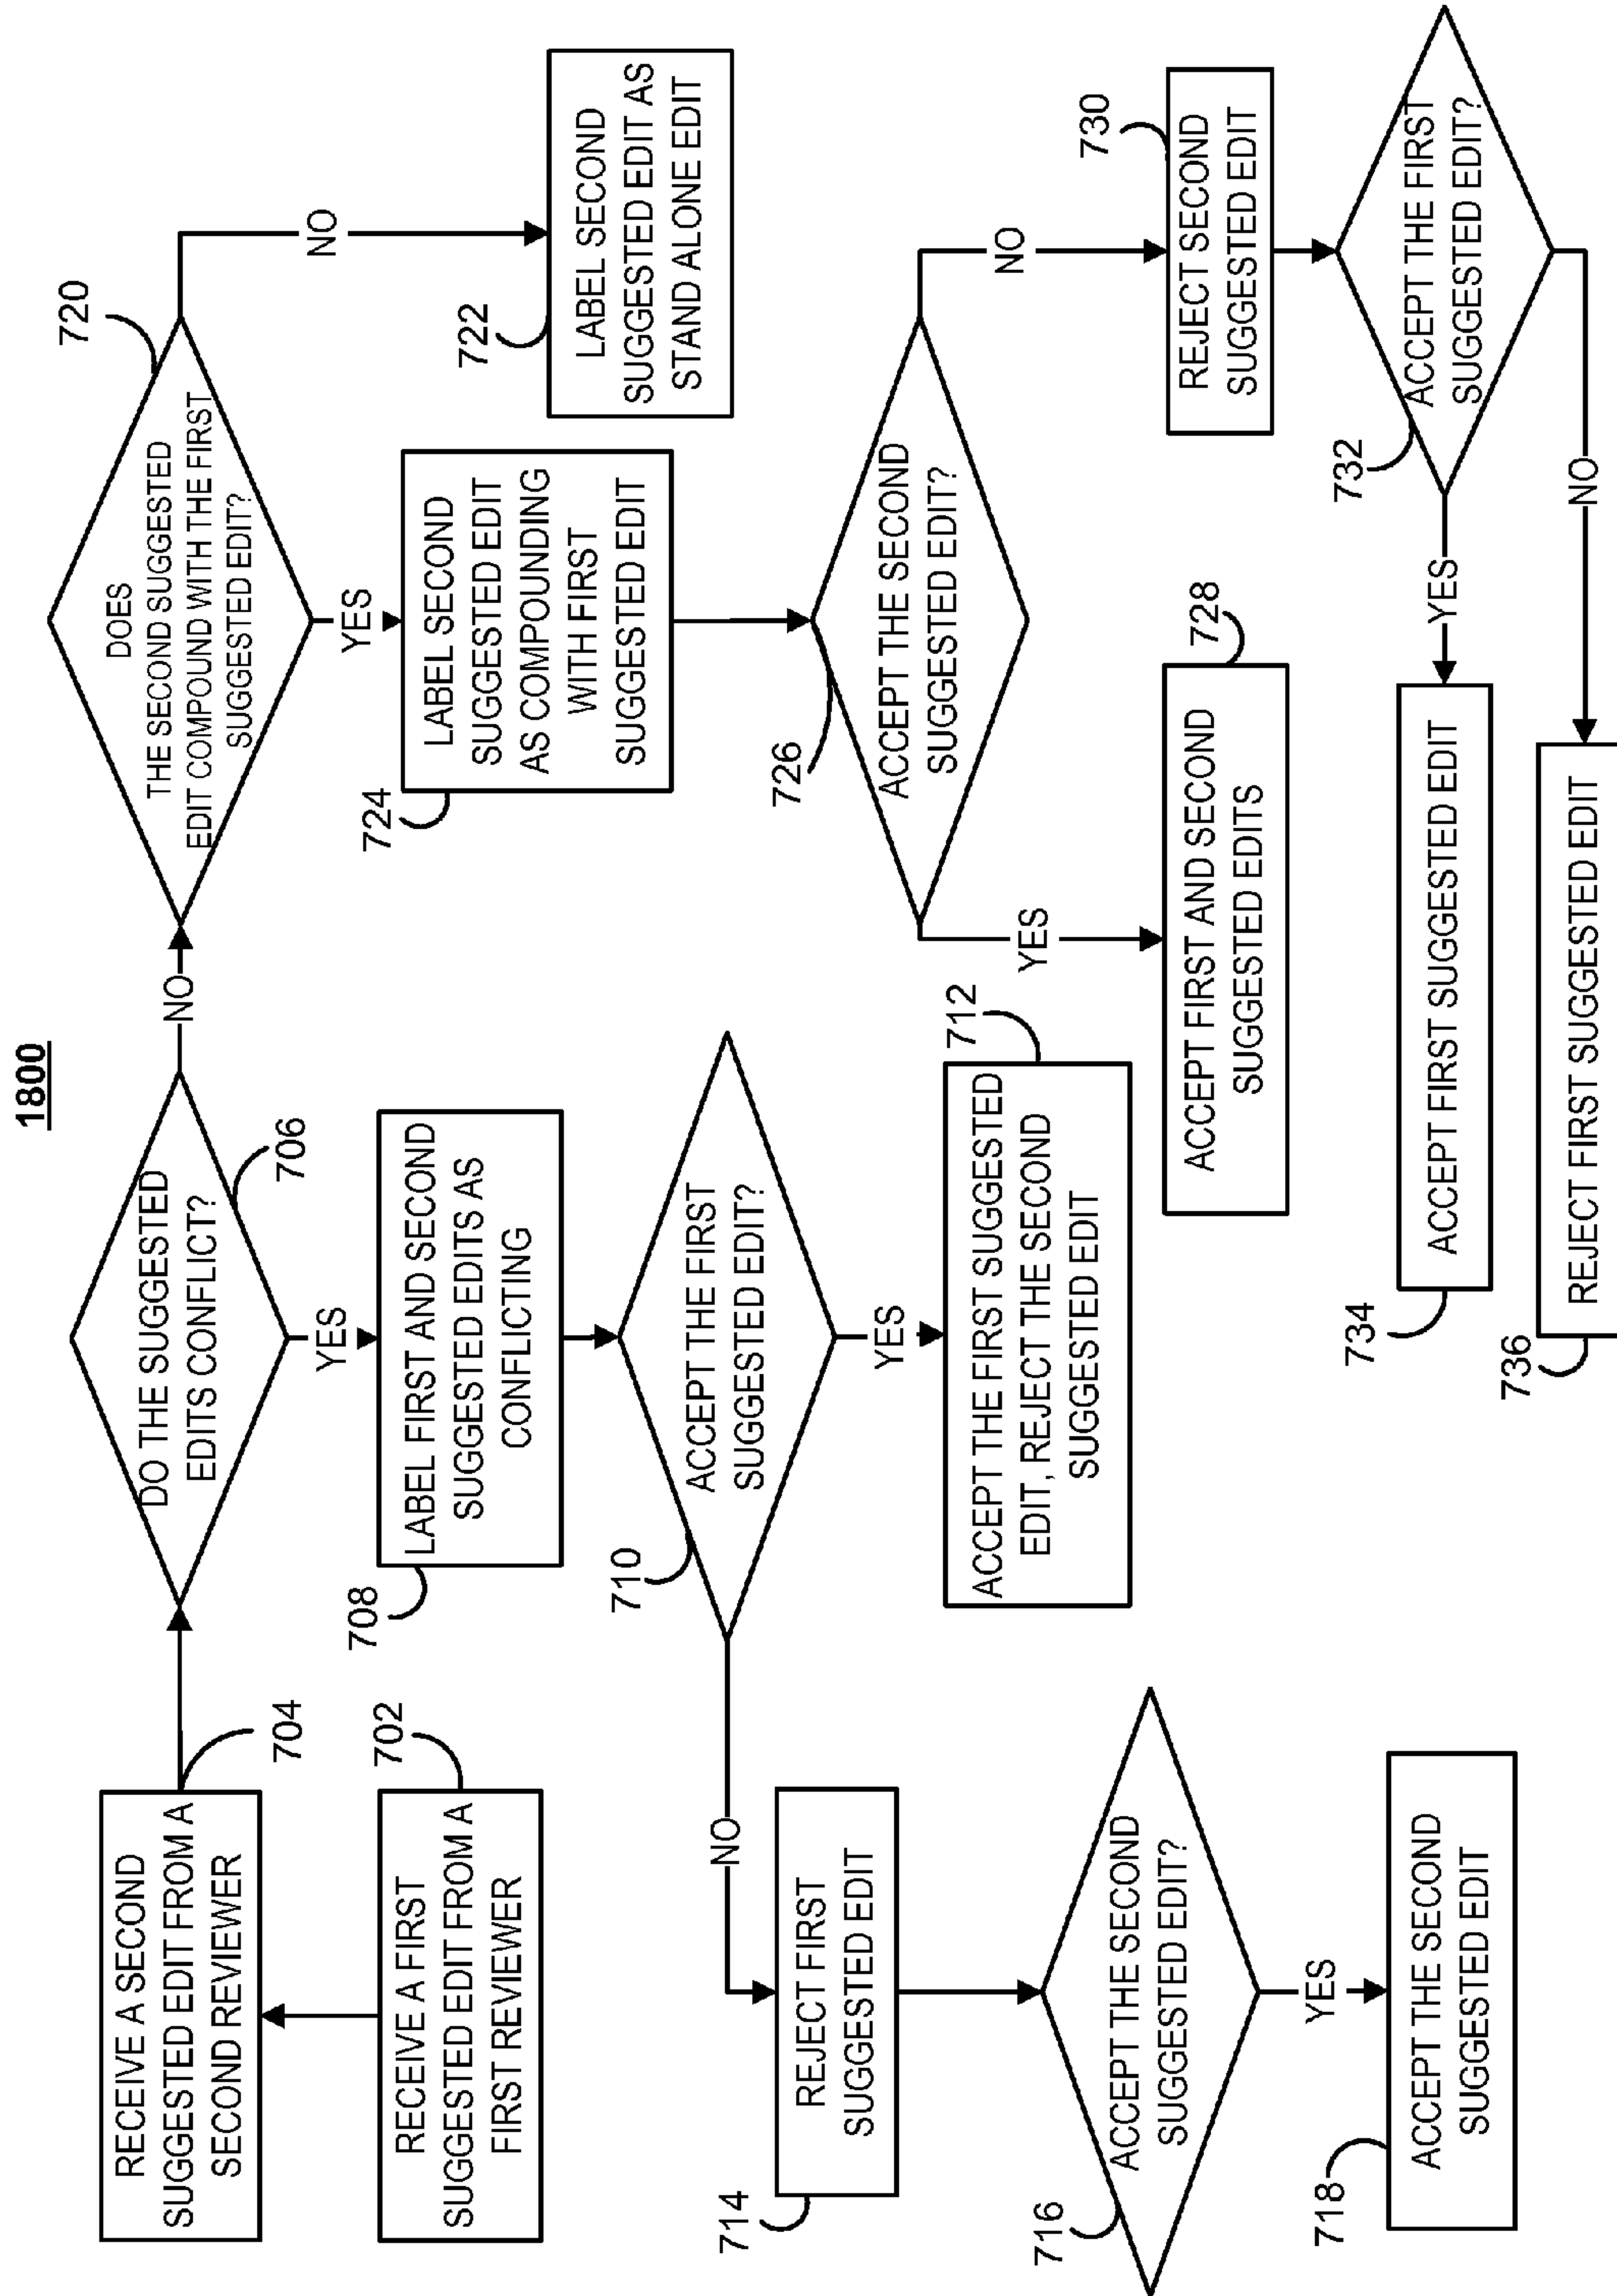 1800
RECEIVE A SECOND
SUGGESTED EDIT FROM A
SECOND REVIEWER
704
RECEIVE A FIRST
SUGGESTED EDIT FROM A
FIRST REVIEWER
702
DO THE SUGGESTED
EDITS CONFLICT?
706
NO
YES
LABEL FIRST AND SECOND
SUGGESTED EDITS AS
CONFLICTING
708
ACCEPT THE FIRST
SUGGESTED EDIT?
710
YES
ACCEPT THE FIRST SUGGESTED
EDIT, REJECT THE SECOND
SUGGESTED EDIT
712
NO
REJECT FIRST
SUGGESTED EDIT
714
ACCEPT THE SECOND
SUGGESTED EDIT?
716
YES
ACCEPT THE SECOND
SUGGESTED EDIT
718
DOES
THE SECOND SUGGESTED
EDIT COMPOUND WITH THE FIRST
SUGGESTED EDIT?
720
NO
LABEL SECOND
SUGGESTED EDIT AS
STAND ALONE EDIT
722
YES
LABEL SECOND
SUGGESTED EDIT
AS COMPOUNDING
WITH FIRST
SUGGESTED EDIT
724
ACCEPT THE SECOND
SUGGESTED EDIT?
726
YES
ACCEPT FIRST AND SECOND
SUGGESTED EDITS
728
NO
REJECT SECOND
SUGGESTED EDIT
730
ACCEPT THE FIRST
SUGGESTED EDIT?
732
YES
ACCEPT FIRST SUGGESTED EDIT
734
NO
REJECT FIRST SUGGESTED EDIT
736